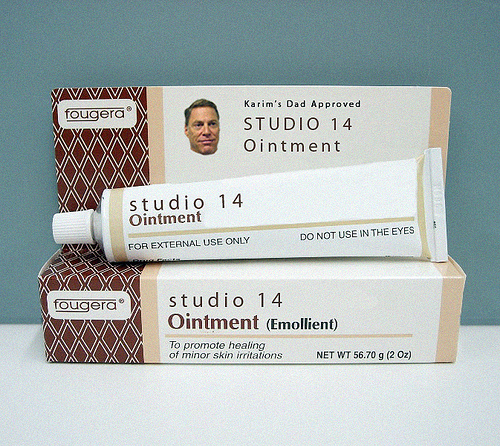 fougera®
Karim's Dad Approved
STUDIO 14
Ointment
studio 14
Ointment
FOR EXTERNAL USE ONLY
DO NOT USE IN THE EYES
fougera®
studio 14
Ointment (Emollient)
To promote healing
of minor skin irritations
NET WT 56.70 g (2 Oz)